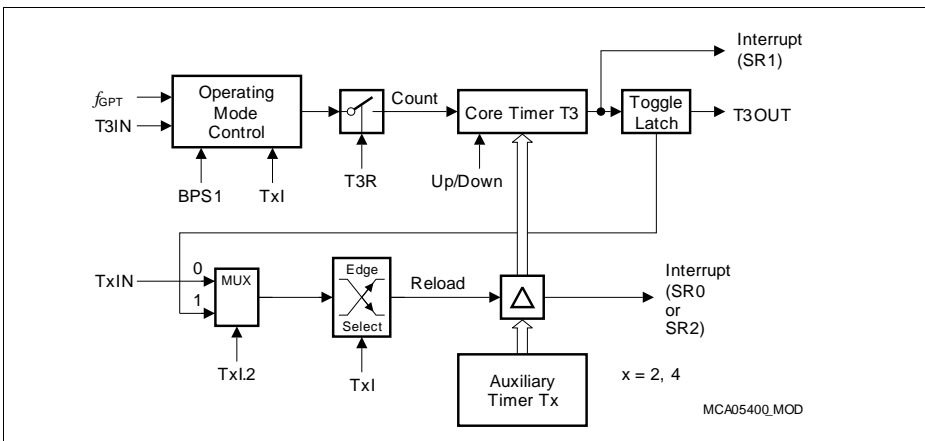 Interrupt
(SR1)
fGPT
T3IN
Operating
Mode
Control
Count
Core Timer T3
Toggle
Latch
T3OUT
BPS1
TxI
T3R
Up/Down
TxIN
0
1
MUX
Edge
Select
Reload
Interrupt
(SR0
or
SR2)
TxI.2
TxI
Auxiliary
Timer Tx
x = 2, 4
MCA05400_MOD